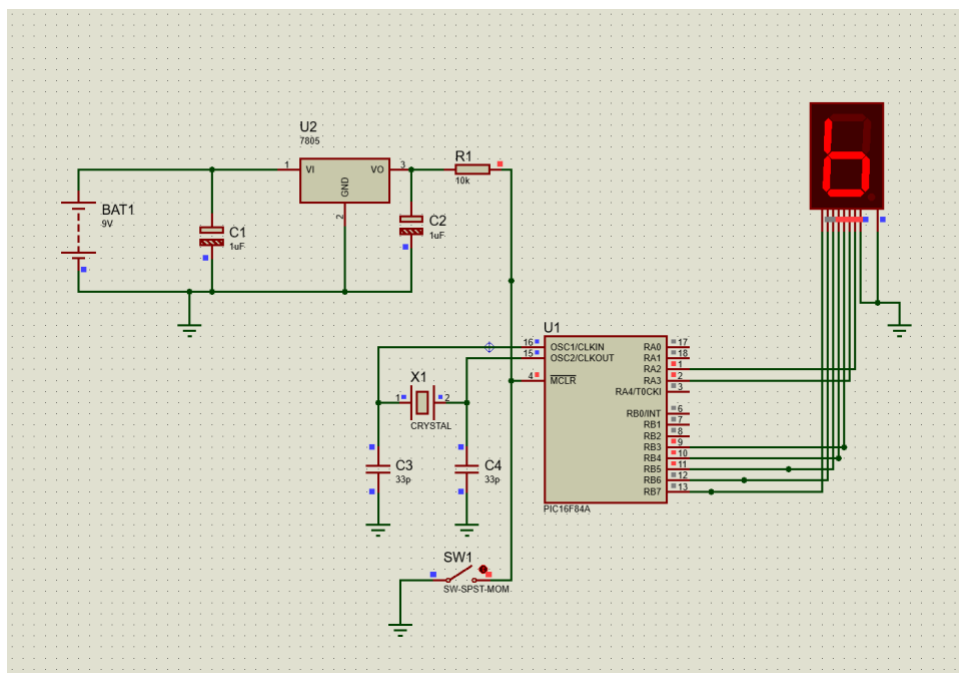 U2
7805
1 VI VO 3
GND
2
R1
10k
BAT1
9V
C1
1uF
C2
1uF
U1
16 OSC1/CLKIN RA0 17
15 OSC2/CLKOUT RA1 18
RA2 1
4 MCLR RA3 2
RA4/T0CKI 3
RB0/INT 6
RB1 7
RB2 8
RB3 9
RB4 10
RB5 11
RB6 12
RB7 13
PIC16F84A
X1
1 2
CRYSTAL
C3
33p
C4
33p
SW1
SW-SPST-MOM
b